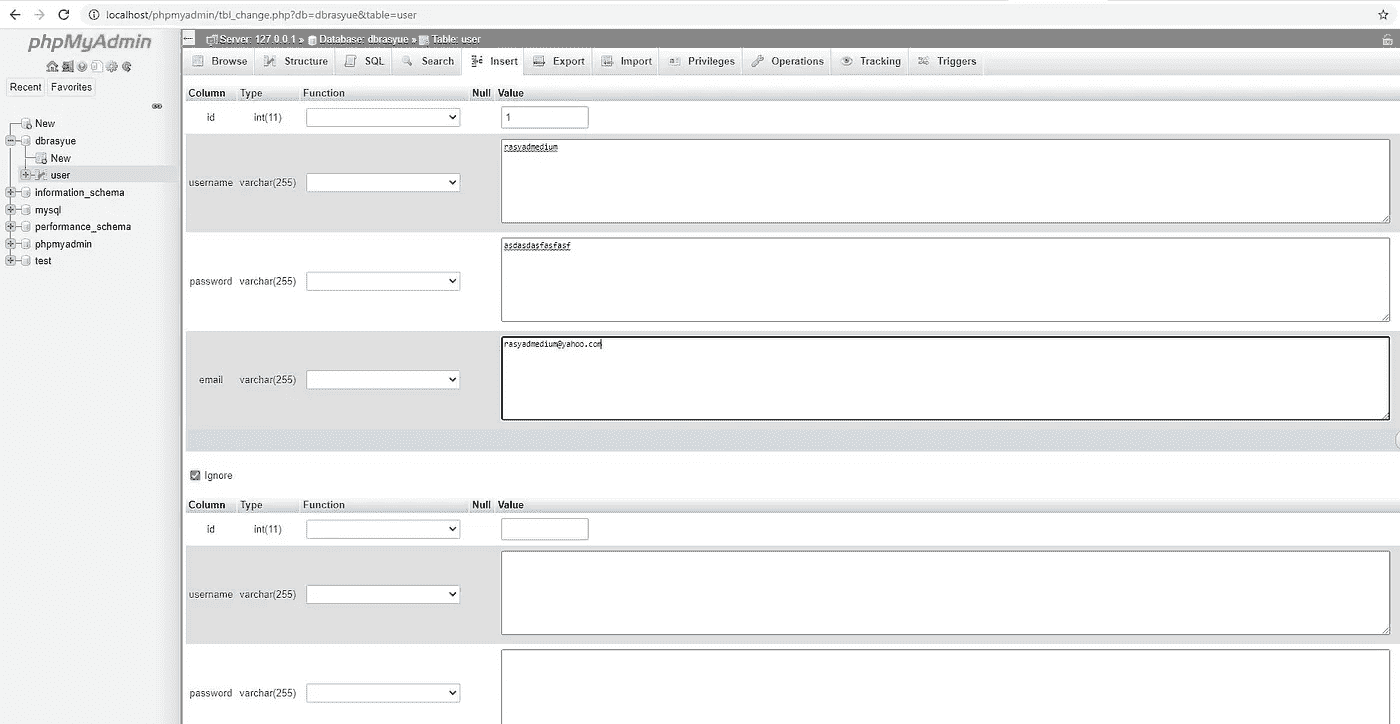 localhost/phpmyadmin/tbl_change.php?db=dbrasyue&table=user
phpMyAdmin
Recent Favorites
New
dbrasyue
New
user
information_schema
mysql
performance_schema
phpmyadmin
test
Server: 127.0.0.1 » Database: dbrasyue » Table: user
Browse Structure SQL Search Insert Export Import Privileges Operations Tracking Triggers
Column Type Function Null Value
id int(11) 1
username varchar(255) rasyadmedium
password varchar(255) asdasdasfasfasf
email varchar(255) rasyadmedium@yahoo.com
Ignore
Column Type Function Null Value
id int(11)
username varchar(255)
password varchar(255)